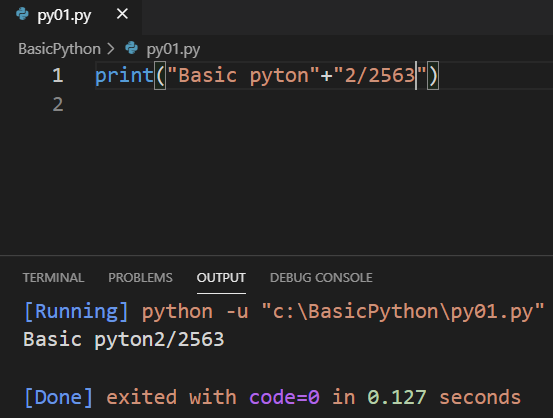 py01.py ×
BasicPython > py01.py
1 print("Basic pyton"+"2/2563")
2
TERMINAL PROBLEMS OUTPUT DEBUG CONSOLE
[Running] python -u "c:\BasicPython\py01.py"
Basic pyton2/2563
[Done] exited with code=0 in 0.127 seconds